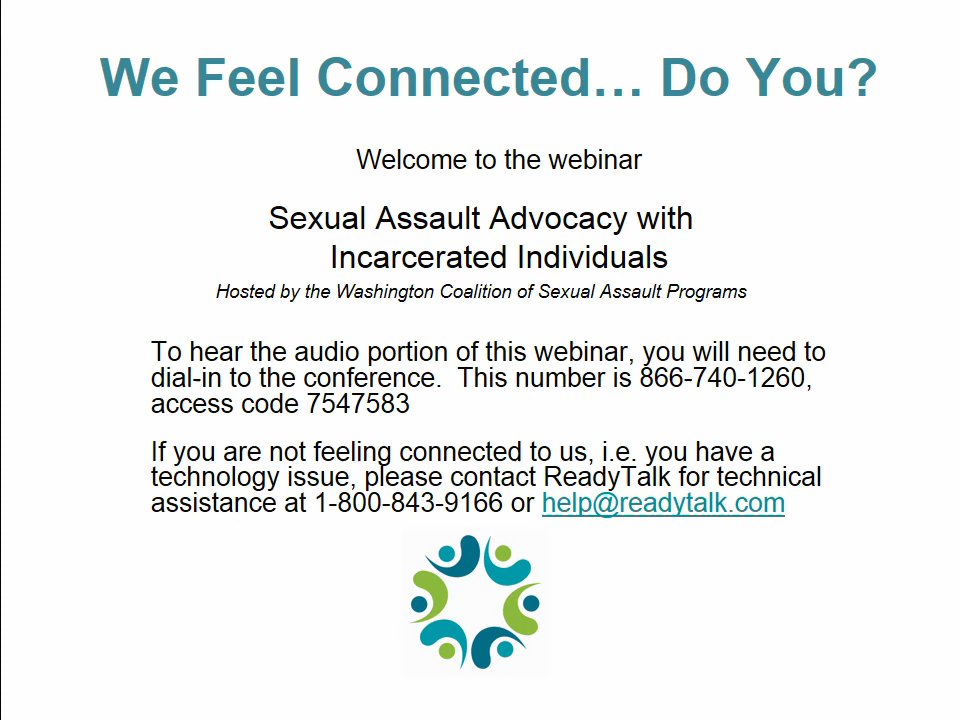 We Feel Connected… Do You?
Welcome to the webinar
Sexual Assault Advocacy with
Incarcerated Individuals
Hosted by the Washington Coalition of Sexual Assault Programs
To hear the audio portion of this webinar, you will need to
dial-in to the conference.  This number is 866-740-1260,
access code 7547583
If you are not feeling connected to us, i.e. you have a
technology issue, please contact ReadyTalk for technical
assistance at 1-800-843-9166 or help@readytalk.com